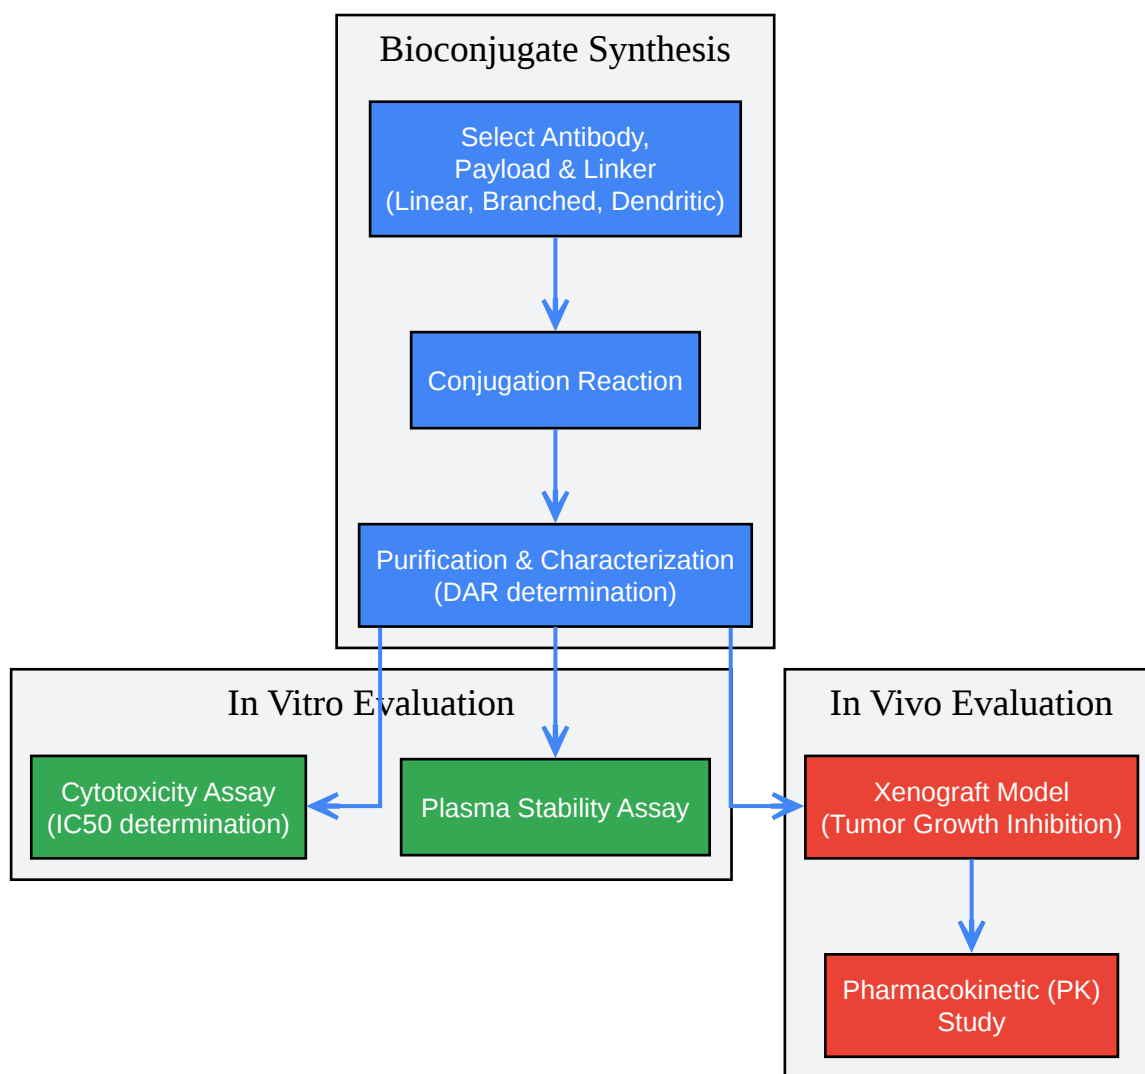 Bioconjugate Synthesis
Select Antibody,
Payload & Linker
(Linear, Branched, Dendritic)
Conjugation Reaction
Purification & Characterization
(DAR determination)
In Vitro Evaluation
Cytotoxicity Assay
(IC50 determination)
Plasma Stability Assay
In Vivo Evaluation
Xenograft Model
(Tumor Growth Inhibition)
Pharmacokinetic (PK)
Study